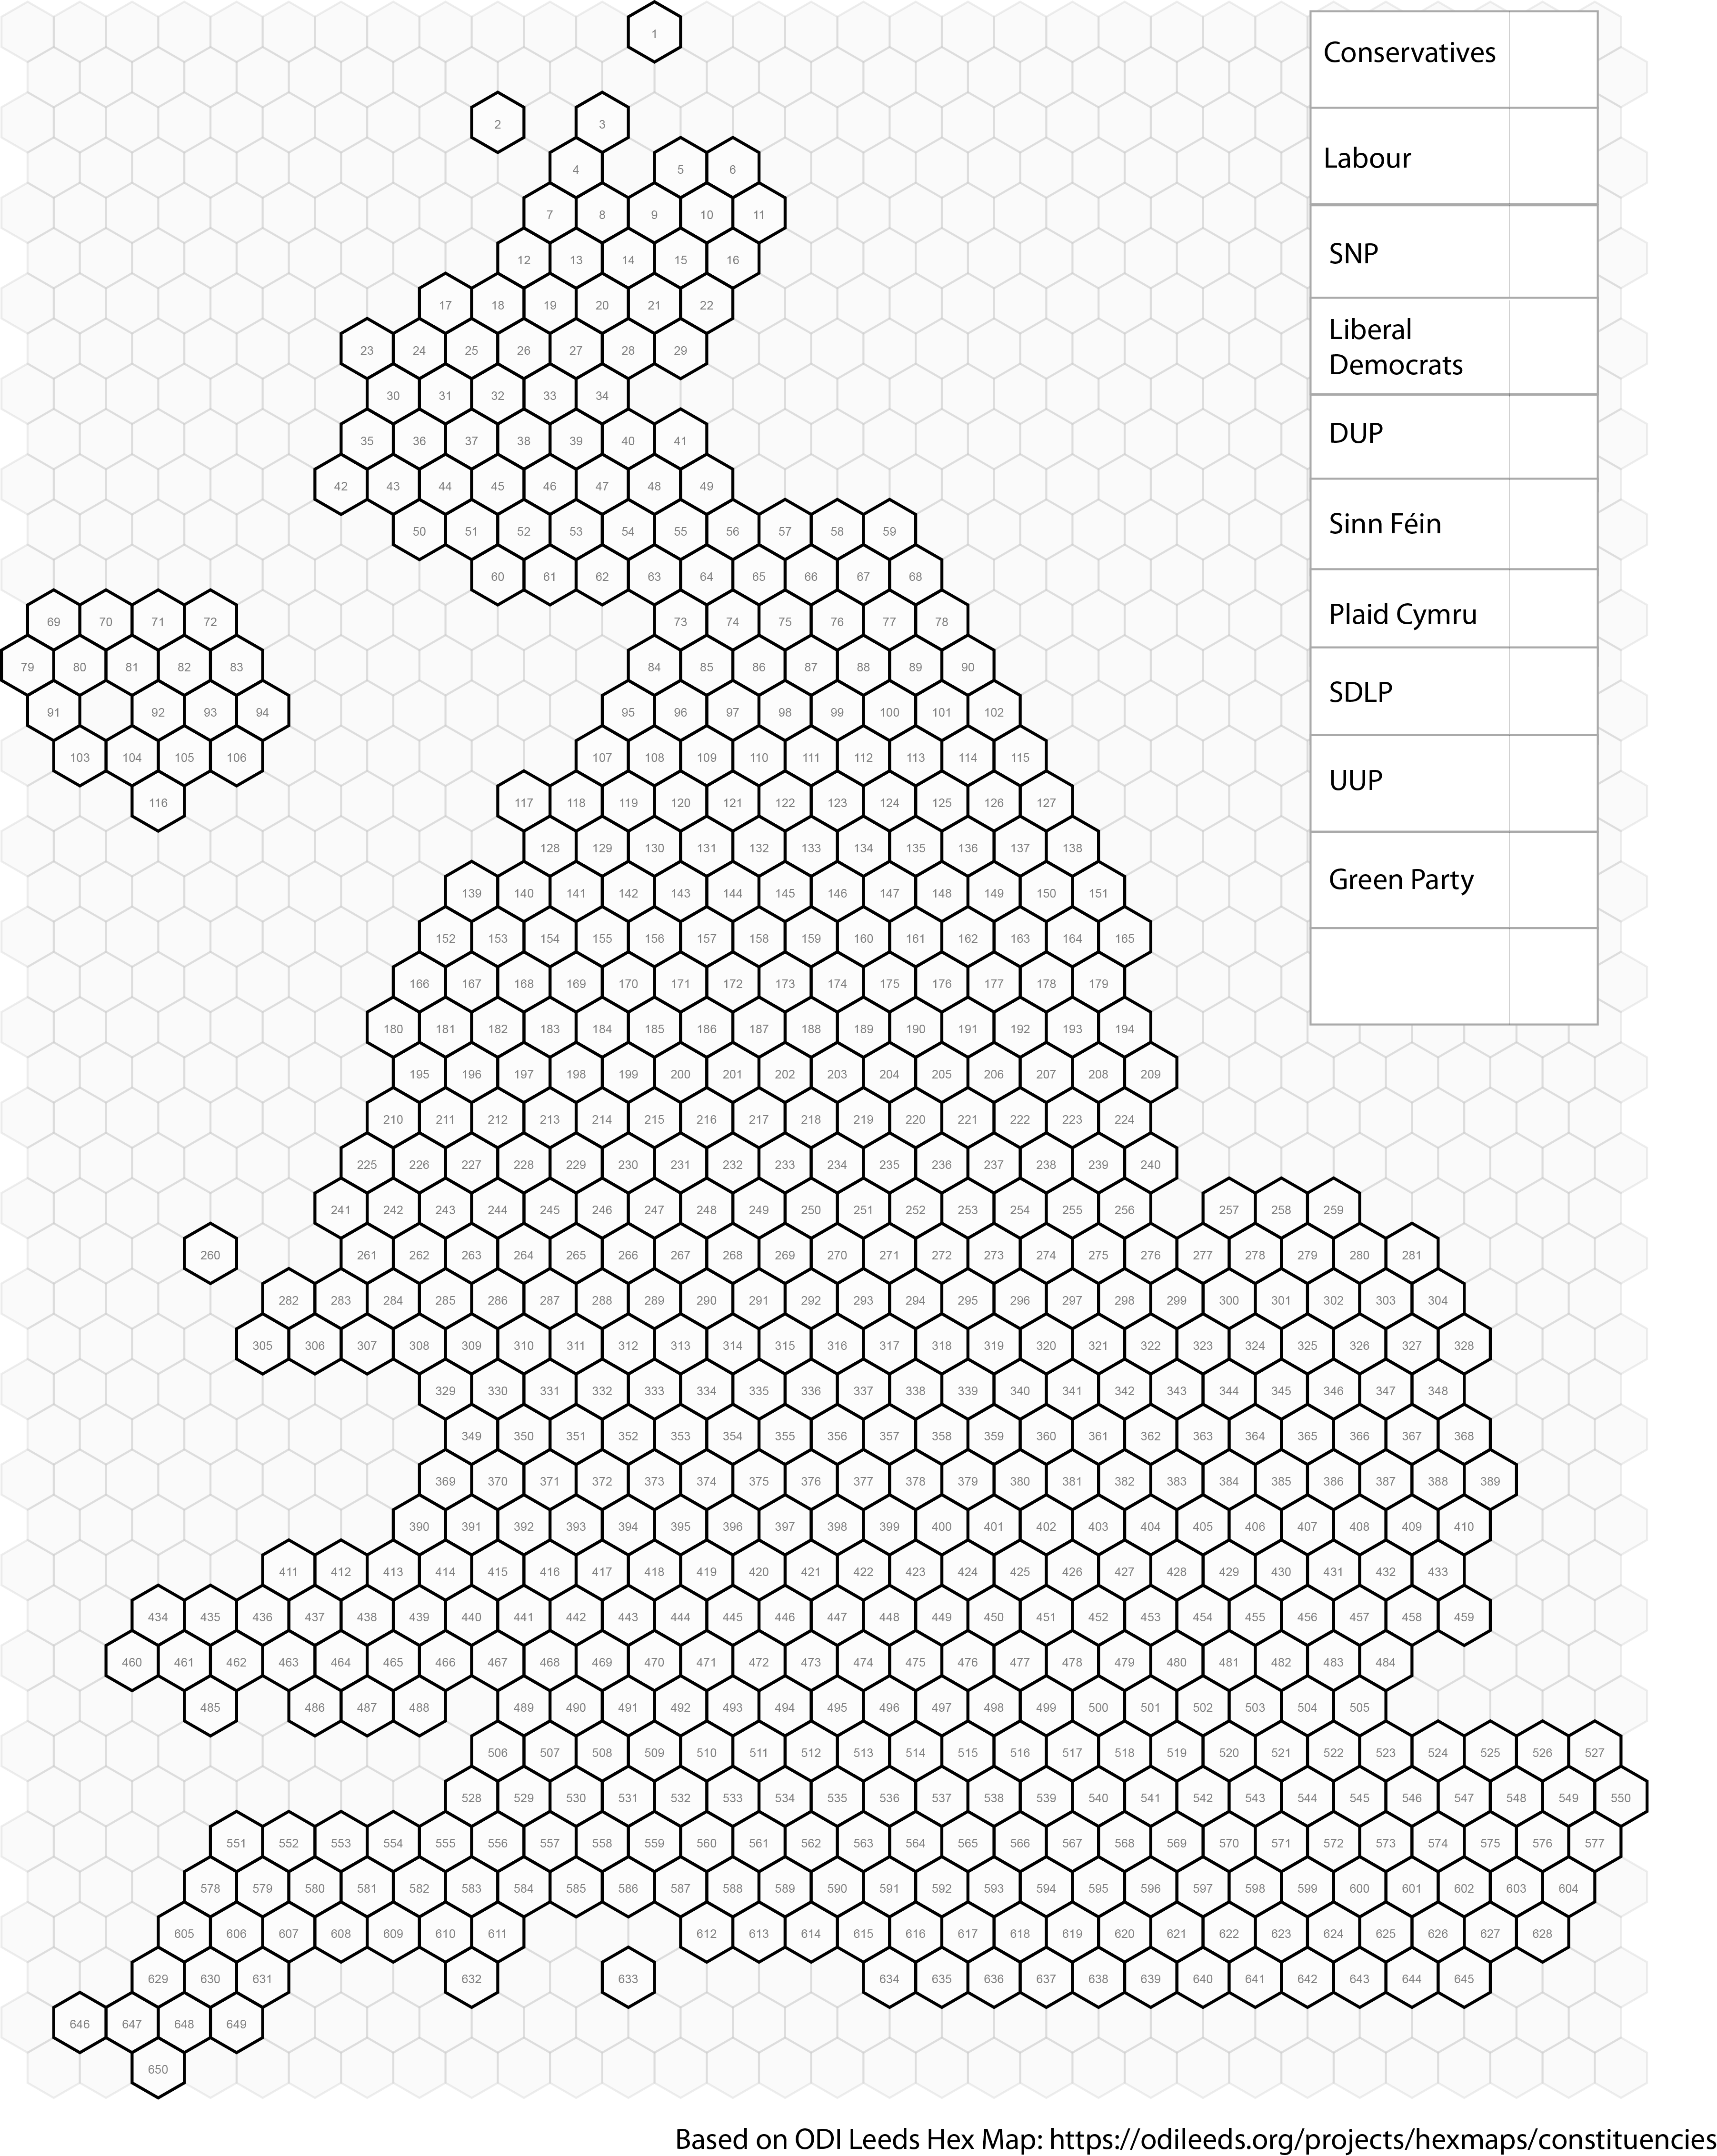 1
Conservatives
2 3
4 5 6
Labour
7 8 9 10 11
12 13 14 15 16
SNP
17 18 19 20 21 22
Liberal
Democrats
23 24 25 26 27 28 29
30 31 32 33 34
DUP
35 36 37 38 39 40 41
42 43 44 45 46 47 48 49
Sinn Féin
50 51 52 53 54 55 56 57 58 59
60 61 62 63 64 65 66 67 68
Plaid Cymru
69 70 71 72 73 74 75 76 77 78
79 80 81 82 83 84 85 86 87 88 89 90
SDLP
91 92 93 94 95 96 97 98 99 100 101 102
103 104 105 106 107 108 109 110 111 112 113 114 115
UUP
116 117 118 119 120 121 122 123 124 125 126 127
128 129 130 131 132 133 134 135 136 137 138
Green Party
139 140 141 142 143 144 145 146 147 148 149 150 151
152 153 154 155 156 157 158 159 160 161 162 163 164 165
166 167 168 169 170 171 172 173 174 175 176 177 178 179
180 181 182 183 184 185 186 187 188 189 190 191 192 193 194
195 196 197 198 199 200 201 202 203 204 205 206 207 208 209
210 211 212 213 214 215 216 217 218 219 220 221 222 223 224
225 226 227 228 229 230 231 232 233 234 235 236 237 238 239 240
241 242 243 244 245 246 247 248 249 250 251 252 253 254 255 256 257 258 259
260 261 262 263 264 265 266 267 268 269 270 271 272 273 274 275 276 277 278 279 280 281
282 283 284 285 286 287 288 289 290 291 292 293 294 295 296 297 298 299 300 301 302 303 304
305 306 307 308 309 310 311 312 313 314 315 316 317 318 319 320 321 322 323 324 325 326 327 328
329 330 331 332 333 334 335 336 337 338 339 340 341 342 343 344 345 346 347 348
349 350 351 352 353 354 355 356 357 358 359 360 361 362 363 364 365 366 367 368
369 370 371 372 373 374 375 376 377 378 379 380 381 382 383 384 385 386 387 388 389
390 391 392 393 394 395 396 397 398 399 400 401 402 403 404 405 406 407 408 409 410
411 412 413 414 415 416 417 418 419 420 421 422 423 424 425 426 427 428 429 430 431 432 433
434 435 436 437 438 439 440 441 442 443 444 445 446 447 448 449 450 451 452 453 454 455 456 457 458 459
460 461 462 463 464 465 466 467 468 469 470 471 472 473 474 475 476 477 478 479 480 481 482 483 484
485 486 487 488 489 490 491 492 493 494 495 496 497 498 499 500 501 502 503 504 505
506 507 508 509 510 511 512 513 514 515 516 517 518 519 520 521 522 523 524 525 526 527
528 529 530 531 532 533 534 535 536 537 538 539 540 541 542 543 544 545 546 547 548 549 550
551 552 553 554 555 556 557 558 559 560 561 562 563 564 565 566 567 568 569 570 571 572 573 574 575 576 577
578 579 580 581 582 583 584 585 586 587 588 589 590 591 592 593 594 595 596 597 598 599 600 601 602 603 604
605 606 607 608 609 610 611 612 613 614 615 616 617 618 619 620 621 622 623 624 625 626 627 628
629 630 631 632 633 634 635 636 637 638 639 640 641 642 643 644 645
646 647 648 649
650
Based on ODI Leeds Hex Map: https://odileeds.org/projects/hexmaps/constituencies